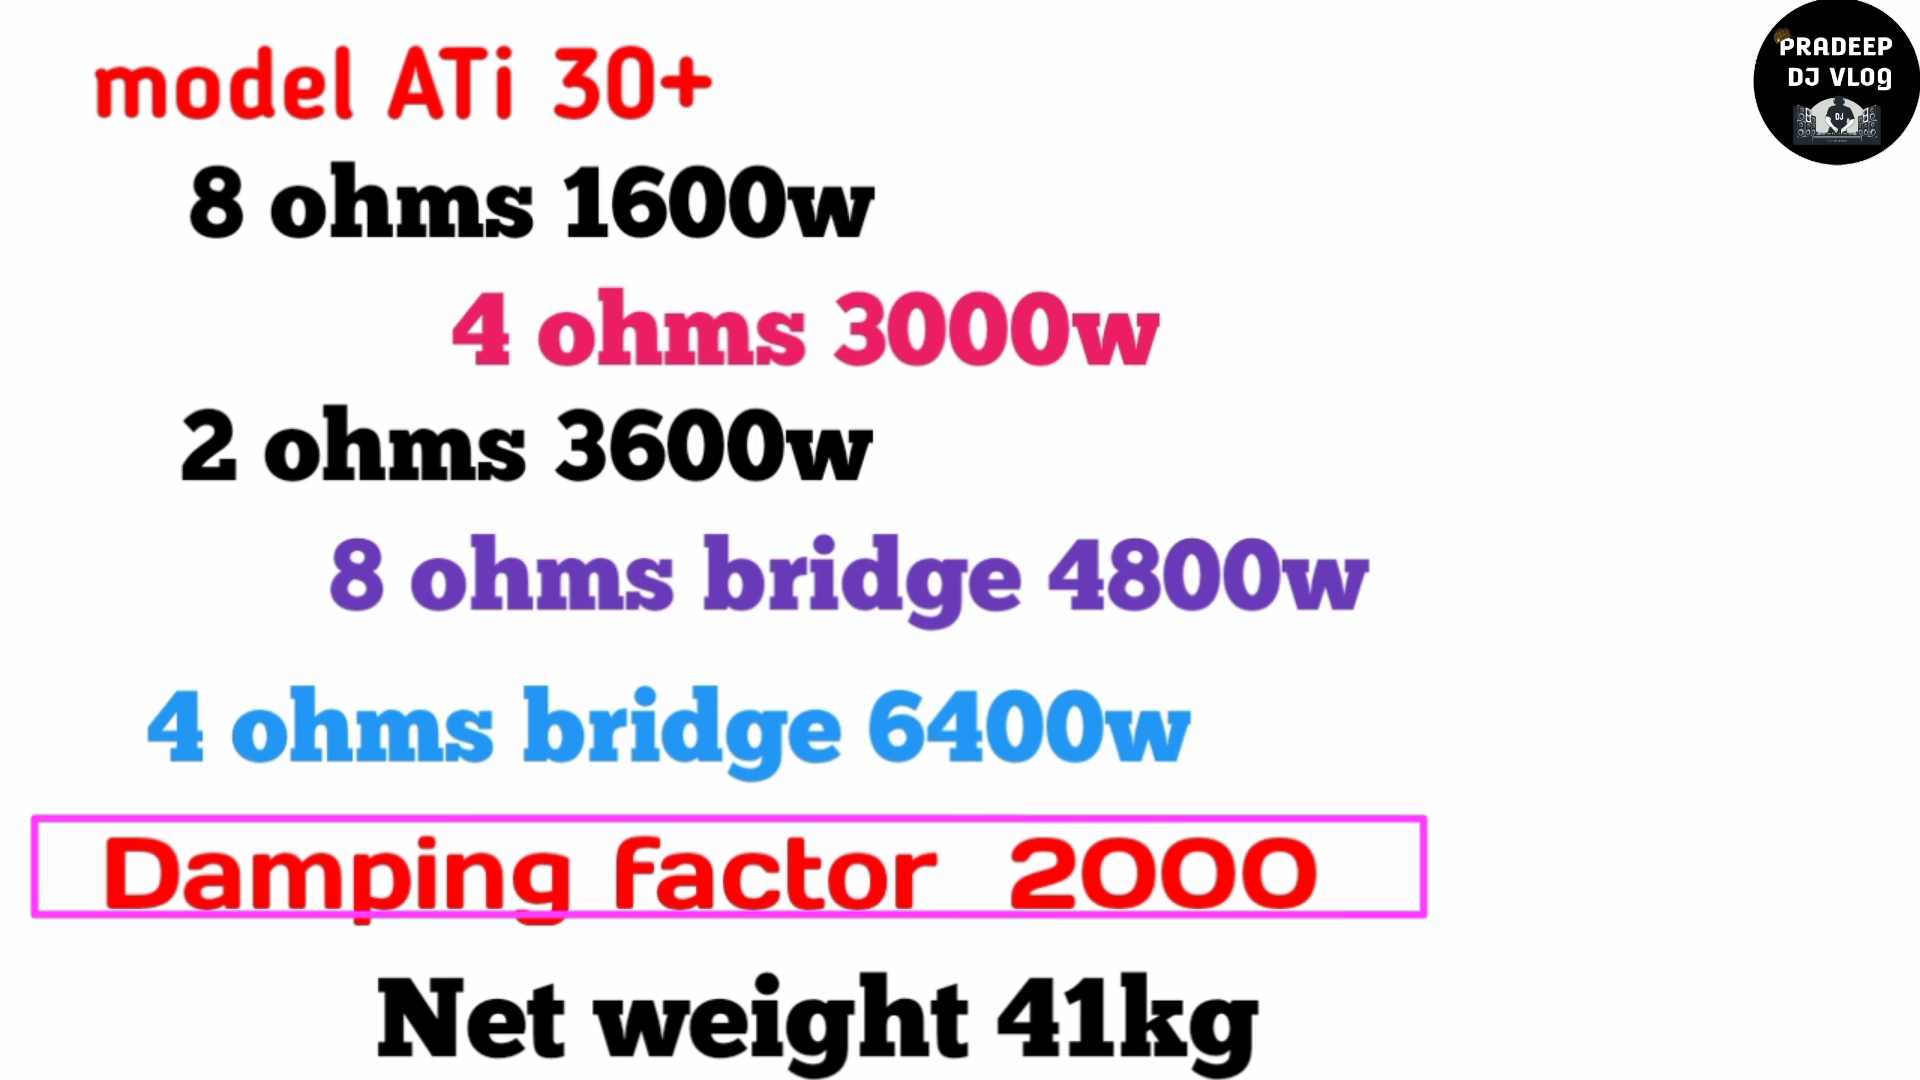 model ATi 30+
PRADEEP
DJ VLOg
DJ
8 ohms 1600w
4 ohms 3000w
2 ohms 3600w
8 ohms bridge 4800w
4 ohms bridge 6400w
Damping factor 2000
Net weight 41kg